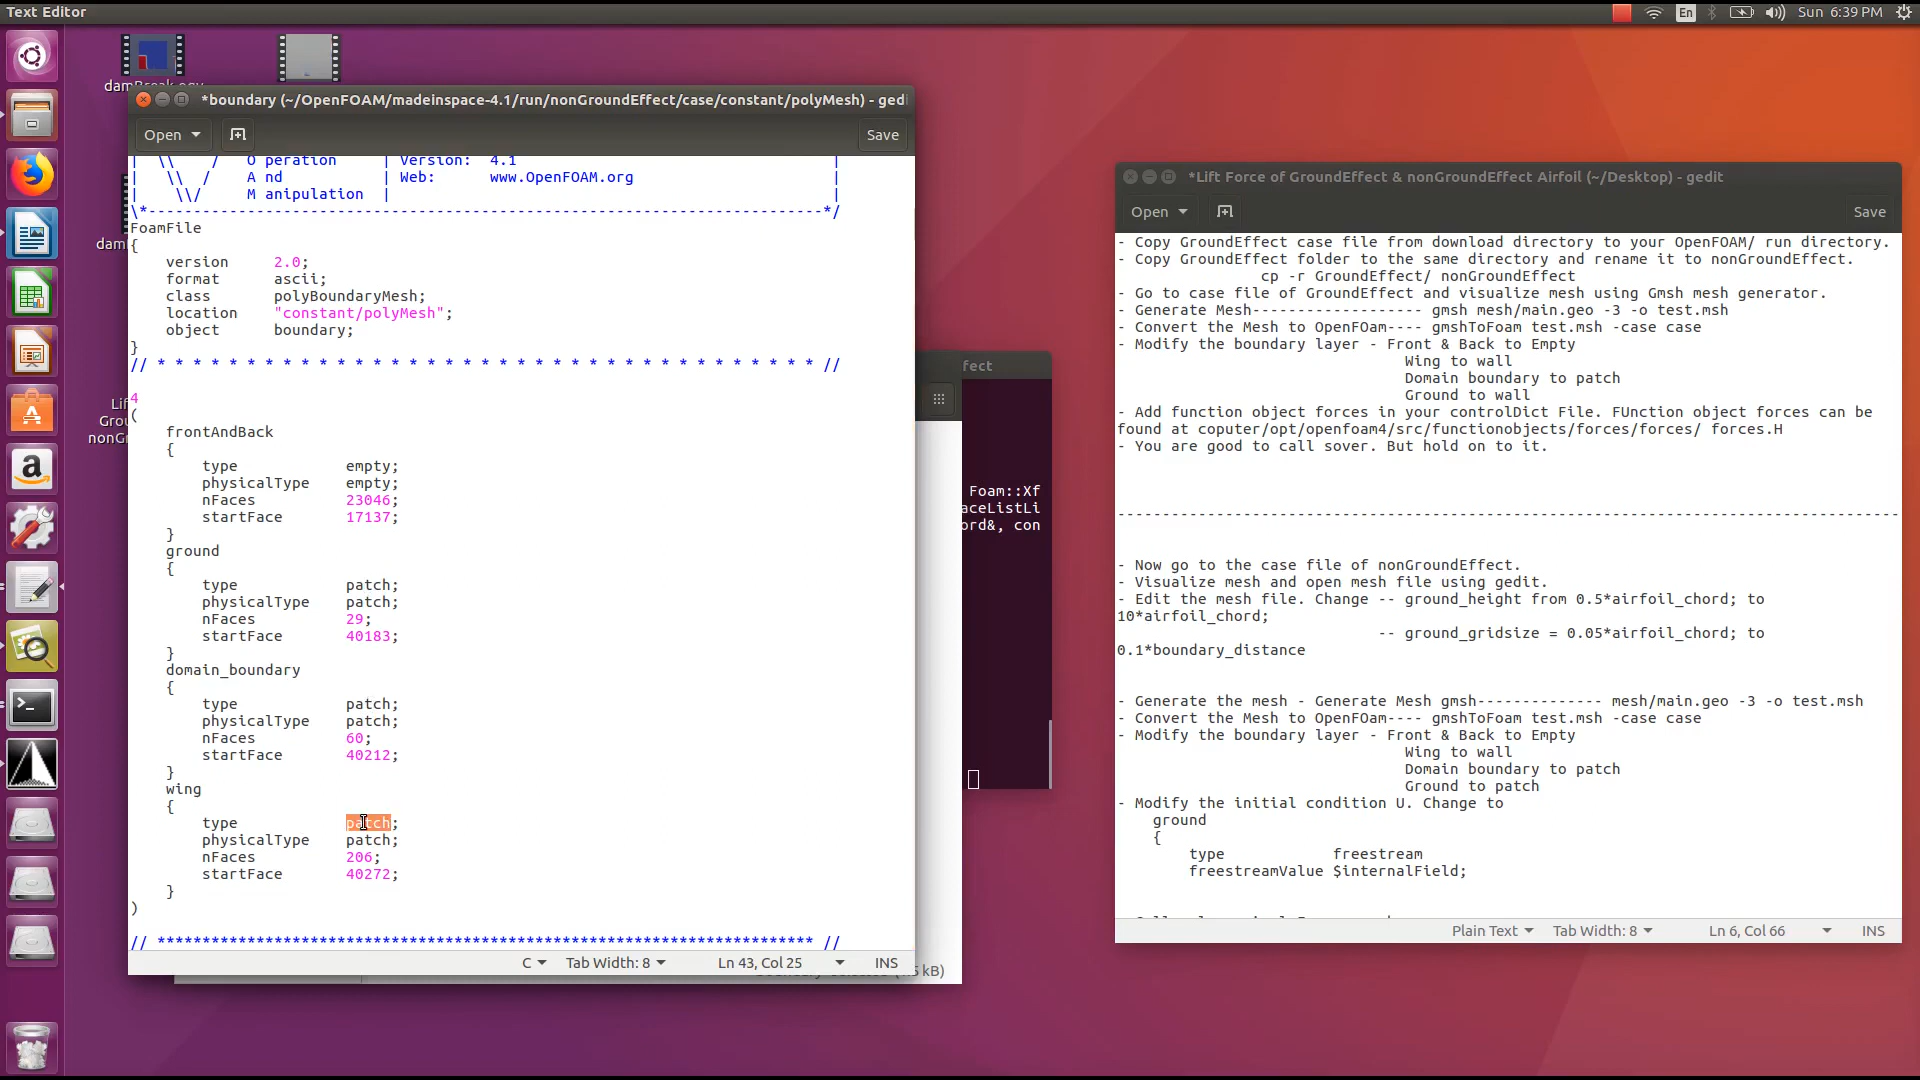 Text Editor
En
Sun 6:39 PM
damBreak.ogv
*boundary (~/OpenFOAM/madeinspace-4.1/run/nonGroundEffect/case/constant/polyMesh) - gedi
Open
Save
| \\ / O peration | Version: 4.1 |
| \\ / A nd | Web: www.OpenFOAM.org |
| \\/ M anipulation | |
\*---------------------------------------------------------------------------*/
FoamFile
{
version 2.0;
format ascii;
class polyBoundaryMesh;
location "constant/polyMesh";
object boundary;
}
// * * * * * * * * * * * * * * * * * * * * * * * * * * * * * * * * * * * * * //
4
(
frontAndBack
{
type empty;
physicalType empty;
nFaces 23046;
startFace 17137;
}
ground
{
type patch;
physicalType patch;
nFaces 29;
startFace 40183;
}
domain_boundary
{
type patch;
physicalType patch;
nFaces 60;
startFace 40212;
}
wing
{
type patch;
physicalType patch;
nFaces 206;
startFace 40272;
}
)
// ************************************************************************* //
C
Tab Width: 8
Ln 43, Col 25
INS
dam
Lif
Grou
nonGr
ffect
Foam::Xf
aceListLi
ord&, con
5 kB)
*Lift Force of GroundEffect & nonGroundEffect Airfoil (~/Desktop) - gedit
Open
Save
- Copy GroundEffect case file from download directory to your OpenFOAM/ run directory.
- Copy GroundEffect folder to the same directory and rename it to nonGroundEffect.
cp -r GroundEffect/ nonGroundEffect
- Go to case file of GroundEffect and visualize mesh using Gmsh mesh generator.
- Generate Mesh------------------- gmsh mesh/main.geo -3 -o test.msh
- Convert the Mesh to OpenFOam---- gmshToFoam test.msh -case case
- Modify the boundary layer - Front & Back to Empty
Wing to wall
Domain boundary to patch
Ground to wall
- Add function object forces in your controlDict File. FUnction object forces can be
found at coputer/opt/openfoam4/src/functionobjects/forces/forces/ forces.H
- You are good to call sover. But hold on to it.
---------------------------------------------------------------------------------------
- Now go to the case file of nonGroundEffect.
- Visualize mesh and open mesh file using gedit.
- Edit the mesh file. Change -- ground_height from 0.5*airfoil_chord; to
10*airfoil_chord;
-- ground_gridsize = 0.05*airfoil_chord; to
0.1*boundary_distance
- Generate the mesh - Generate Mesh gmsh-------------- mesh/main.geo -3 -o test.msh
- Convert the Mesh to OpenFOam---- gmshToFoam test.msh -case case
- Modify the boundary layer - Front & Back to Empty
Wing to wall
Domain boundary to patch
Ground to patch
- Modify the initial condition U. Change to
ground
{
type freestream
freestreamValue $internalField;
Plain Text
Tab Width: 8
Ln 6, Col 66
INS